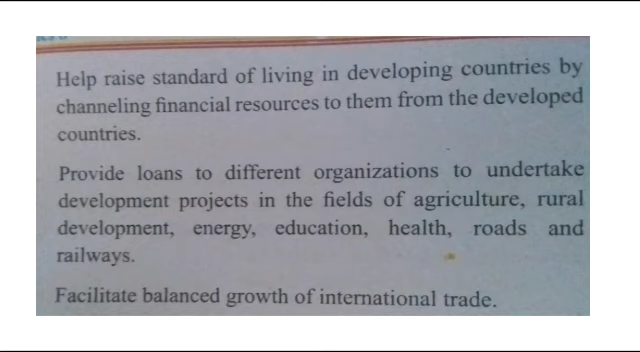 Help raise standard of living in developing countries by
channeling financial resources to them from the developed
countries.
Provide loans to different organizations to undertake
development projects in the fields of agriculture, rural
development, energy, education, health, roads and
railways.
Facilitate balanced growth of international trade.